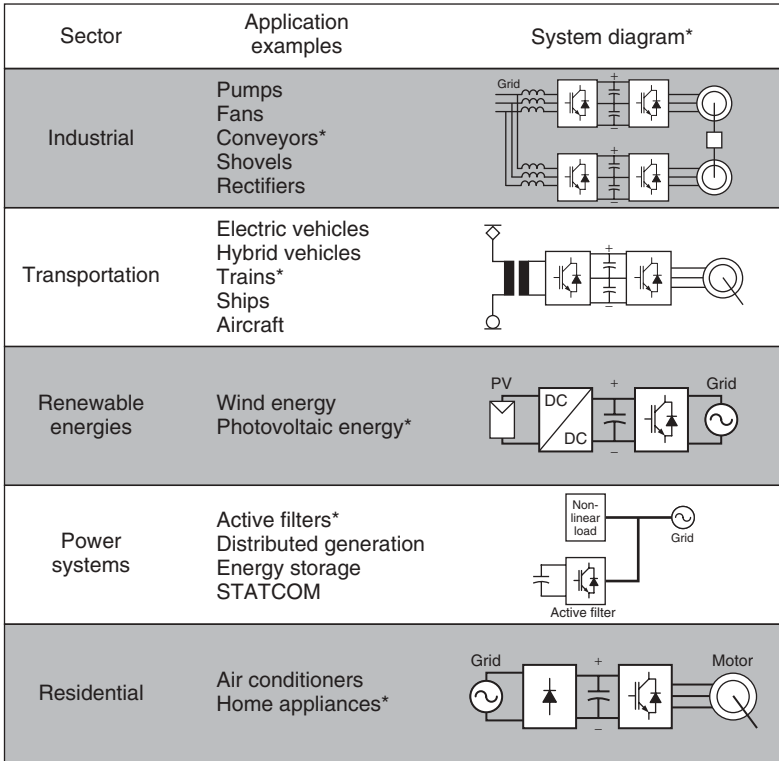 Sector
Application
examples
System diagram*
Industrial
Pumps
Fans
Conveyors*
Shovels
Rectifiers
Grid
+
−
+
−
Transportation
Electric vehicles
Hybrid vehicles
Trains*
Ships
Aircraft
+
−
Renewable
energies
Wind energy
Photovoltaic energy*
PV
DC
DC
+
−
Grid
Power
systems
Active filters*
Distributed generation
Energy storage
STATCOM
Non-
linear
load
Grid
Active filter
Residential
Air conditioners
Home appliances*
Grid
+
−
Motor